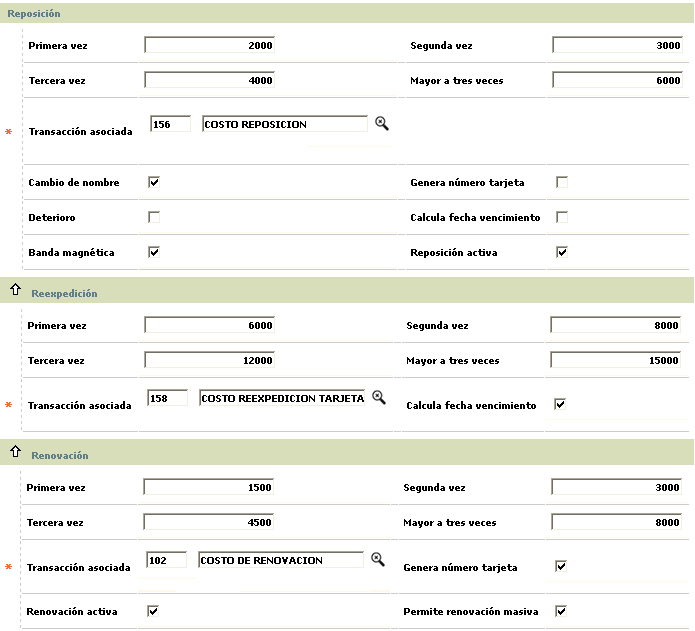 Reposición
Primera vez 2000 Segunda vez 3000
Tercera vez 4000 Mayor a tres veces 6000
* Transacción asociada 156 COSTO REPOSICION
Cambio de nombre Genera número tarjeta
Deterioro Calcula fecha vencimiento
Banda magnética Reposición activa
Reexpedición
Primera vez 6000 Segunda vez 8000
Tercera vez 12000 Mayor a tres veces 15000
* Transacción asociada 158 COSTO REEXPEDICION TARJETA Calcula fecha vencimiento
Renovación
Primera vez 1500 Segunda vez 3000
Tercera vez 4500 Mayor a tres veces 8000
* Transacción asociada 102 COSTO DE RENOVACION Genera número tarjeta
Renovación activa Permite renovación masiva